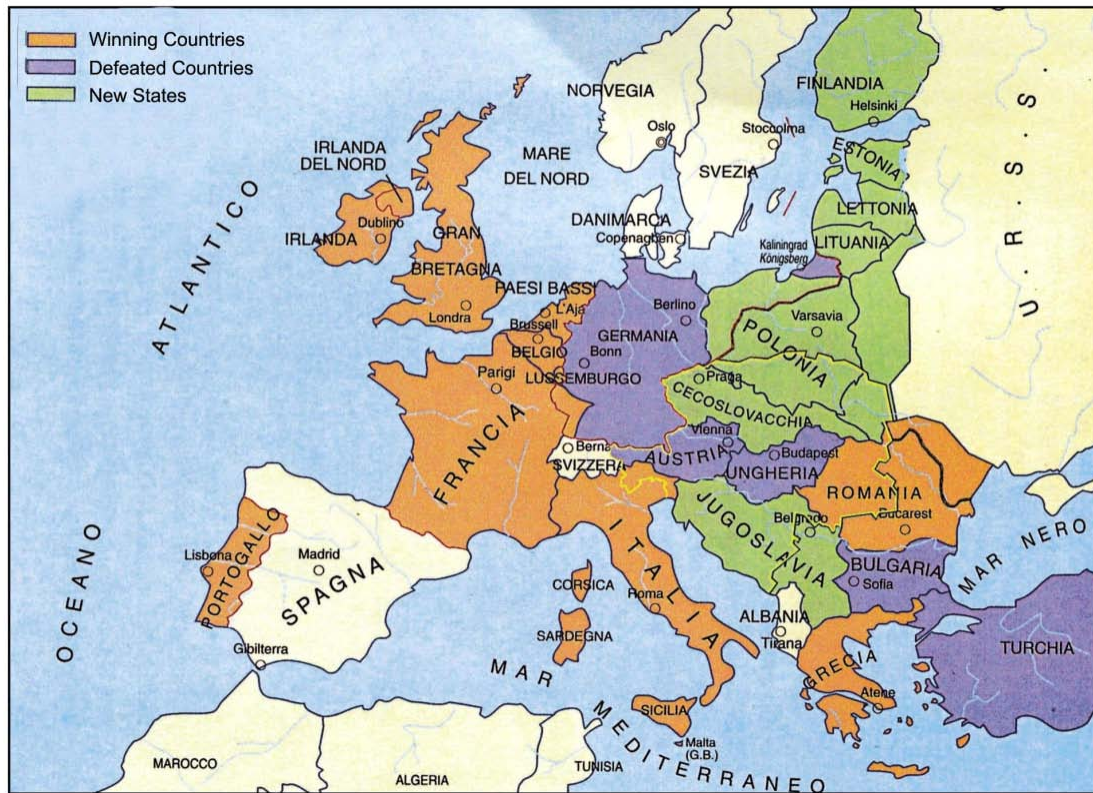 Winning Countries
Defeated Countries
New States
NORVEGIA
FINLANDIA
Helsinki
Oslo
Stoccolma
SVEZIA
ESTONIA
LETTONIA
LITUANIA
U.R.S.S.
IRLANDA
DEL NORD
MARE
DEL NORD
DANIMARCA
Copenaghen
Kaliningrad
Königsberg
Dublino
IRLANDA
GRAN
BRETAGNA
Londra
PAESI BASSI
L'Aja
Brussell
BELGIO
LUSSEMBURGO
Berlino
GERMANIA
Bonn
Varsavia
POLONIA
Praga
CECOSLOVACCHIA
ATLANTICO
OCEANO
Parigi
FRANCIA
Berna
SVIZZERA
Vienna
AUSTRIA
Budapest
UNGHERIA
ROMANIA
Bucarest
Belgrado
JUGOSLAVIA
ITALIA
Roma
CORSICA
SARDEGNA
SICILIA
Malta
(G.B.)
Lisbona
PORTOGALLO
Madrid
SPAGNA
Gibilterra
BULGARIA
Sofia
MAR NERO
ALBANIA
Tirana
GRECIA
Atene
TURCHIA
MAR
MEDITERRANEO
MAROCCO
ALGERIA
TUNISIA